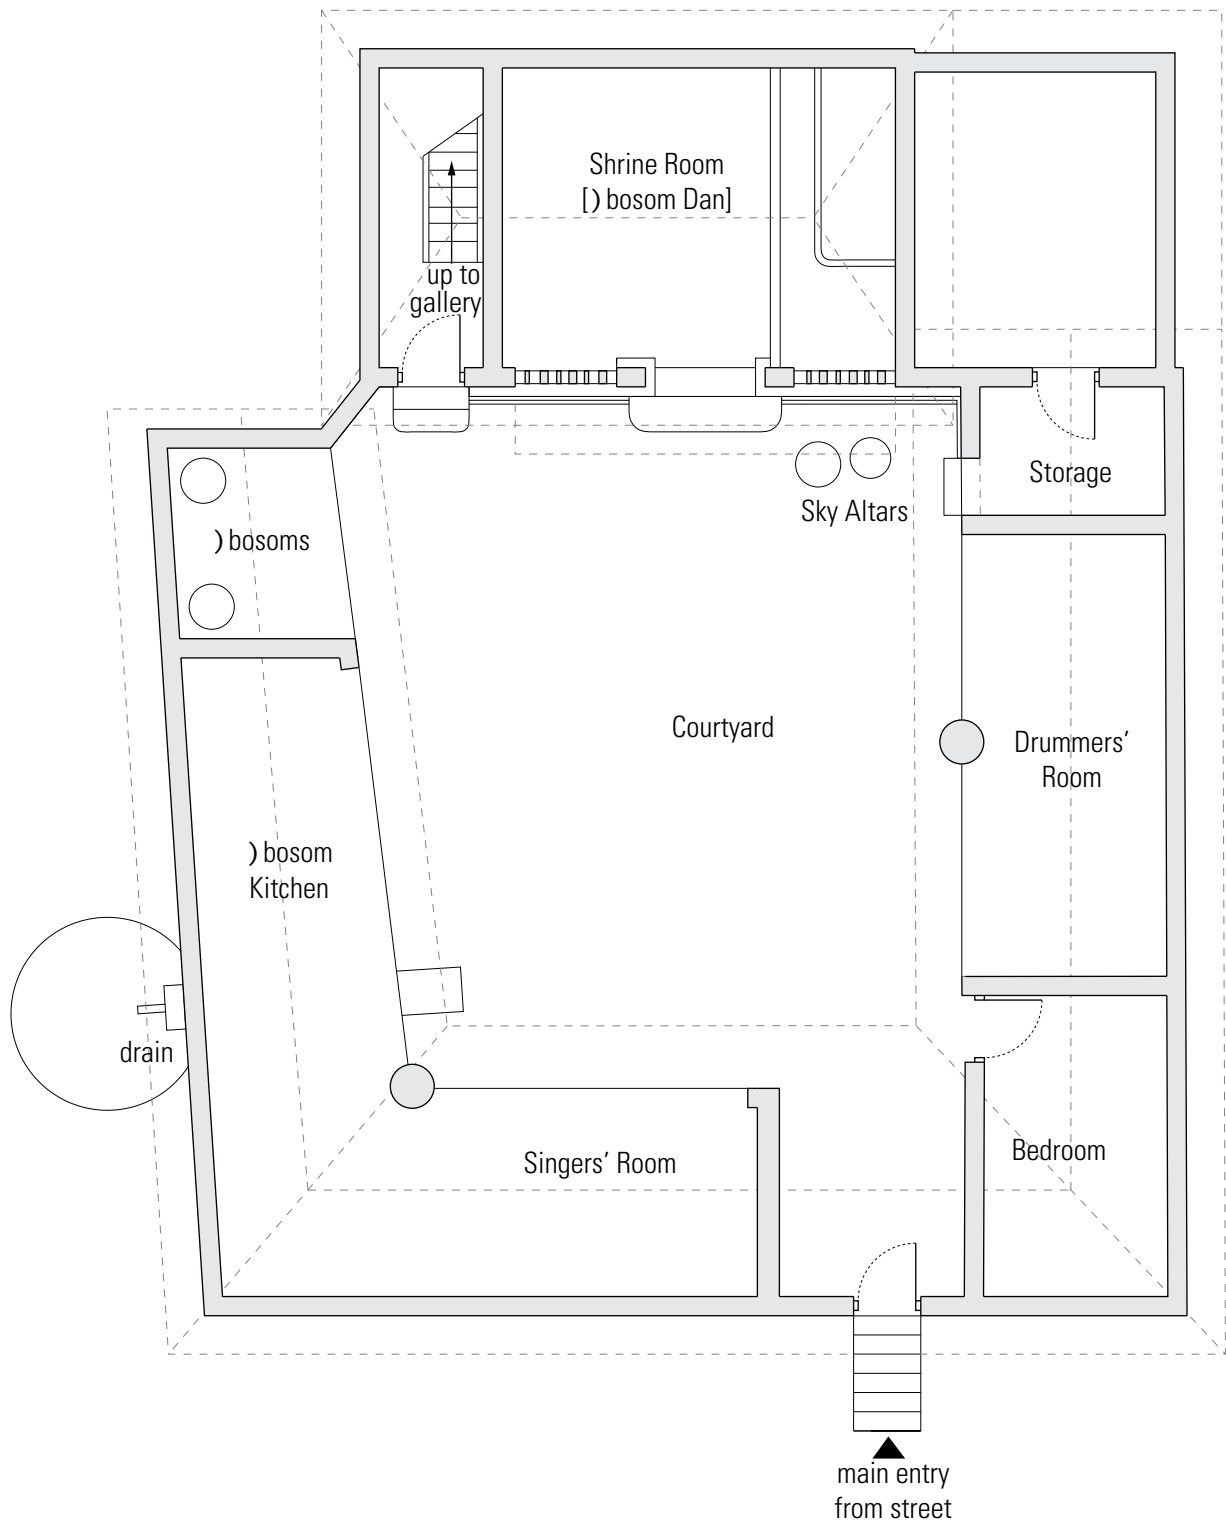 Shrine Room
[) bosom Dan]
up to
gallery
Storage
Sky Altars
) bosoms
Courtyard
Drummers’
Room
) bosom
Kitchen
drain
Bedroom
Singers’ Room
main entry
from street